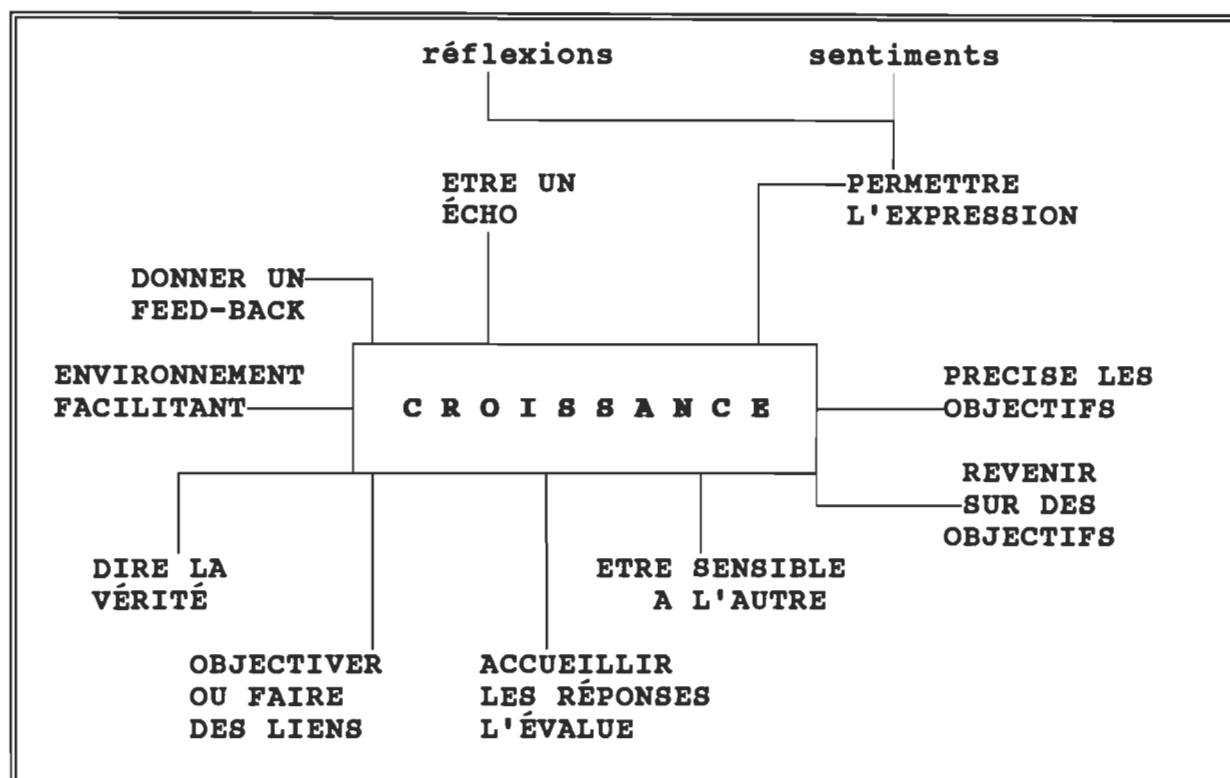 réflexions
sentiments
ETRE UN
ÉCHO
PERMETTRE
L'EXPRESSION
DONNER UN
FEED-BACK
ENVIRONNEMENT
FACILITANT
C R O I S S A N C E
PRECISE LES
OBJECTIFS
REVENIR
SUR DES
OBJECTIFS
DIRE LA
VÉRITÉ
ETRE SENSIBLE
A L'AUTRE
OBJECTIVER
OU FAIRE
DES LIENS
ACCUEILLIR
LES RÉPONSES
L'ÉVALUE